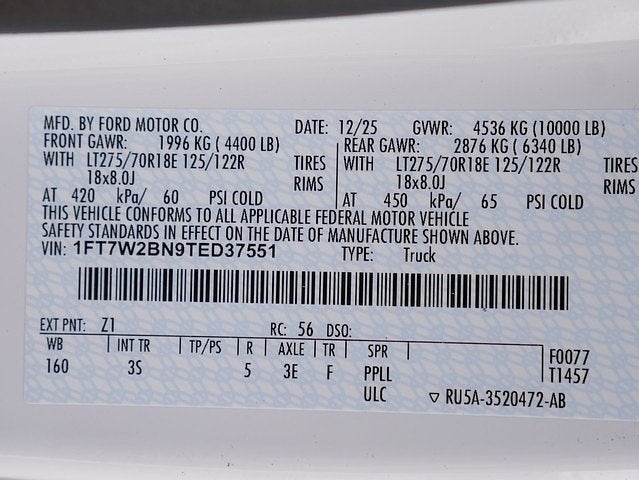 MFD. BY FORD MOTOR CO. DATE: 12/25 GVWR: 4536 KG (10000 LB)
FRONT GAWR: 1996 KG ( 4400 LB) REAR GAWR: 2876 KG ( 6340 LB)
WITH LT275/70R18E 125/122R TIRES LT275/70R18E 125/122R TIRES
18x8.0J RIMS WITH 18x8.0J RIMS
AT 420 kPa/ 60 PSI COLD AT 450 kPa/ 65 PSI COLD
THIS VEHICLE CONFORMS TO ALL APPLICABLE FEDERAL MOTOR VEHICLE
SAFETY STANDARDS IN EFFECT ON THE DATE OF MANUFACTURE SHOWN ABOVE.
VIN: 1FT7W2BN9TED37551 TYPE: Truck
EXT PNT: Z1 RC: 56 DSO:
WB INT TR TP/PS R AXLE TR SPR F0077
160 3S 5 3E F PPLL T1457
ULC ▽ RU5A-3520472-AB